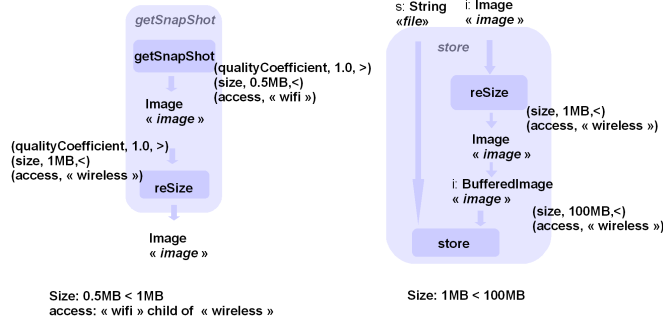 getSnapShot
getSnapShot
(qualityCoefficient, 1.0, >)
(size, 0.5MB,<)
(access, « wifi »)
Image
« image »
(qualityCoefficient, 1.0, >)
(size, 1MB,<)
(access, « wireless »)
reSize
Image
« image »
Size: 0.5MB < 1MB
access: « wifi » child of « wireless »
s: String
«file»
i: Image
« image »
store
reSize
(size, 1MB,<)
(access, « wireless »)
Image
« image »
i: BufferedImage
« image »
(size, 100MB,<)
(access, « wireless »)
store
Size: 1MB < 100MB